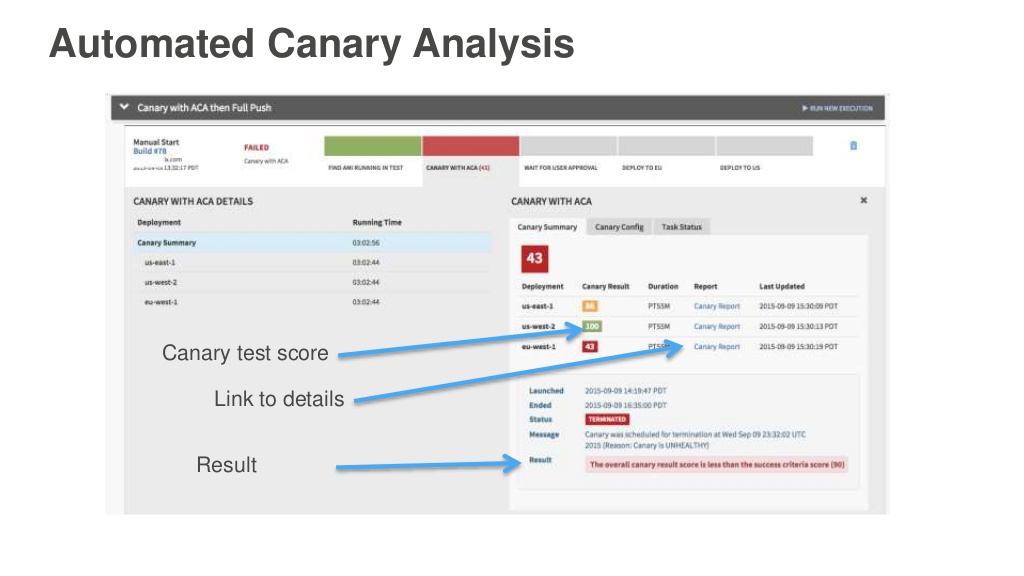 Automated Canary Analysis
Canary with ACA then Full Push
RUN NEW EXECUTION
Manual Start
Build #78
FAILED
Canary with ACA
FIND AMI RUNNING IN TEST
CANARY WITH ACA (43)
WAIT FOR USER APPROVAL
DEPLOY TO EU
DEPLOY TO US
13:32:17 PDT
CANARY WITH ACA DETAILS
Deployment Running Time
Canary Summary 03:02:56
us-east-1 03:02:44
us-west-2 03:02:44
eu-west-1 03:02:44
CANARY WITH ACA
Canary Summary Canary Config Task Status
43
Deployment Canary Result Duration Report Last Updated
us-east-1 PT55M Canary Report 2015-09-09 15:30:09 PDT
us-west-2 100 PT55M Canary Report 2015-09-09 15:30:13 PDT
eu-west-1 43 Canary Report 2015-09-09 15:30:19 PDT
Launched 2015-09-09 14:19:47 PDT
Ended 2015-09-09 16:35:00 PDT
Status TERMINATED
Message Canary was scheduled for termination at Wed Sep 09 23:32:02 UTC
2015 (Reason: Canary is UNHEALTHY)
Result The overall canary result score is less than the success criteria score (90)
Canary test score
Link to details
Result